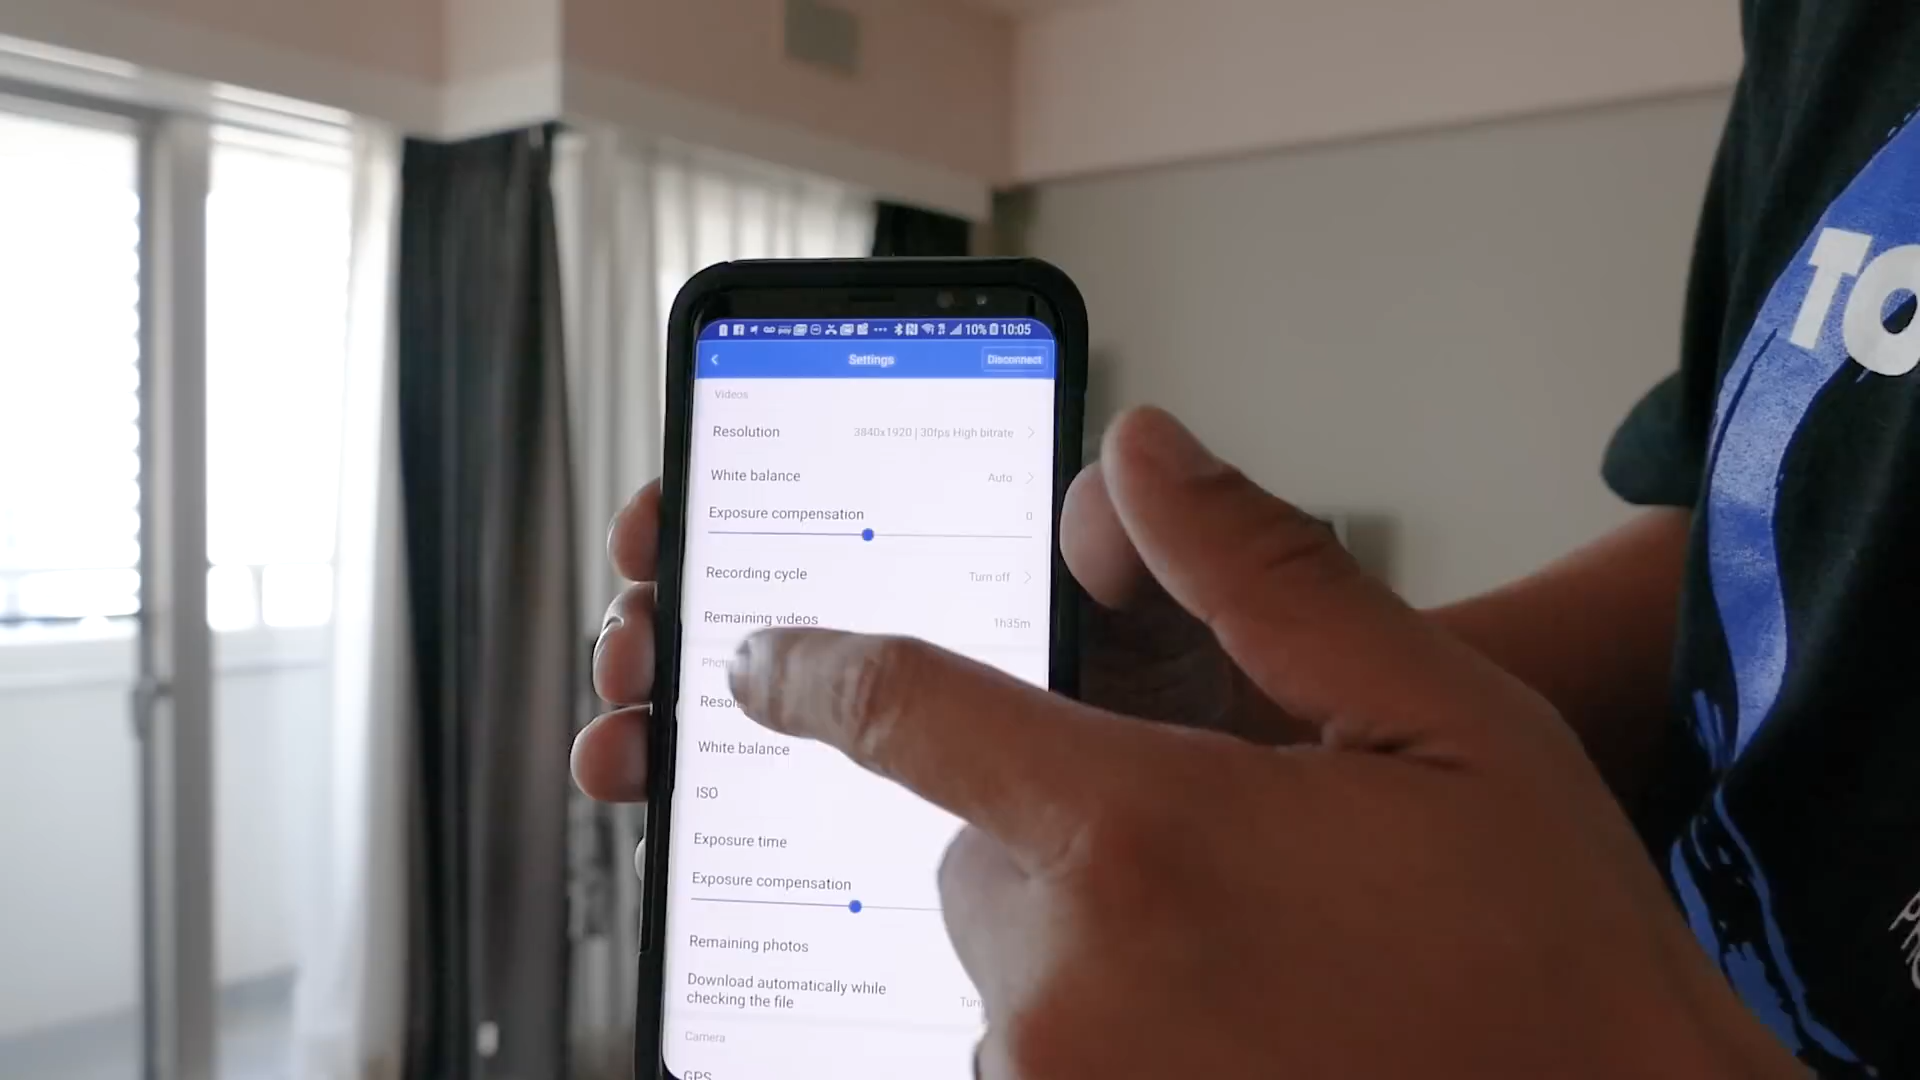 10% 10:05
Settings
Disconnect
Videos
Resolution 3840x1920 | 30fps High bitrate
White balance Auto
Exposure compensation 0
Recording cycle Turn off
Remaining videos 1h35m
White balance
ISO
Exposure time
Exposure compensation
Remaining photos
Download automatically while
checking the file
Camera
GPS
TO